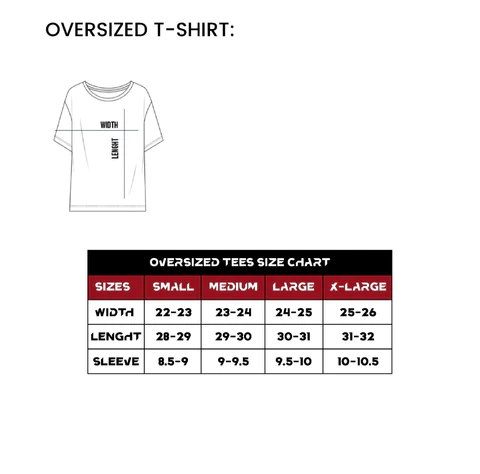 OVERSIZED T-SHIRT:
WIDTH
LENGHT
OVERSIZED TEES SIZE CHART
SIZES SMALL MEDIUM LARGE X-LARGE
WIDTH 22-23 23-24 24-25 25-26
LENGHT 28-29 29-30 30-31 31-32
SLEEVE 8.5-9 9-9.5 9.5-10 10-10.5